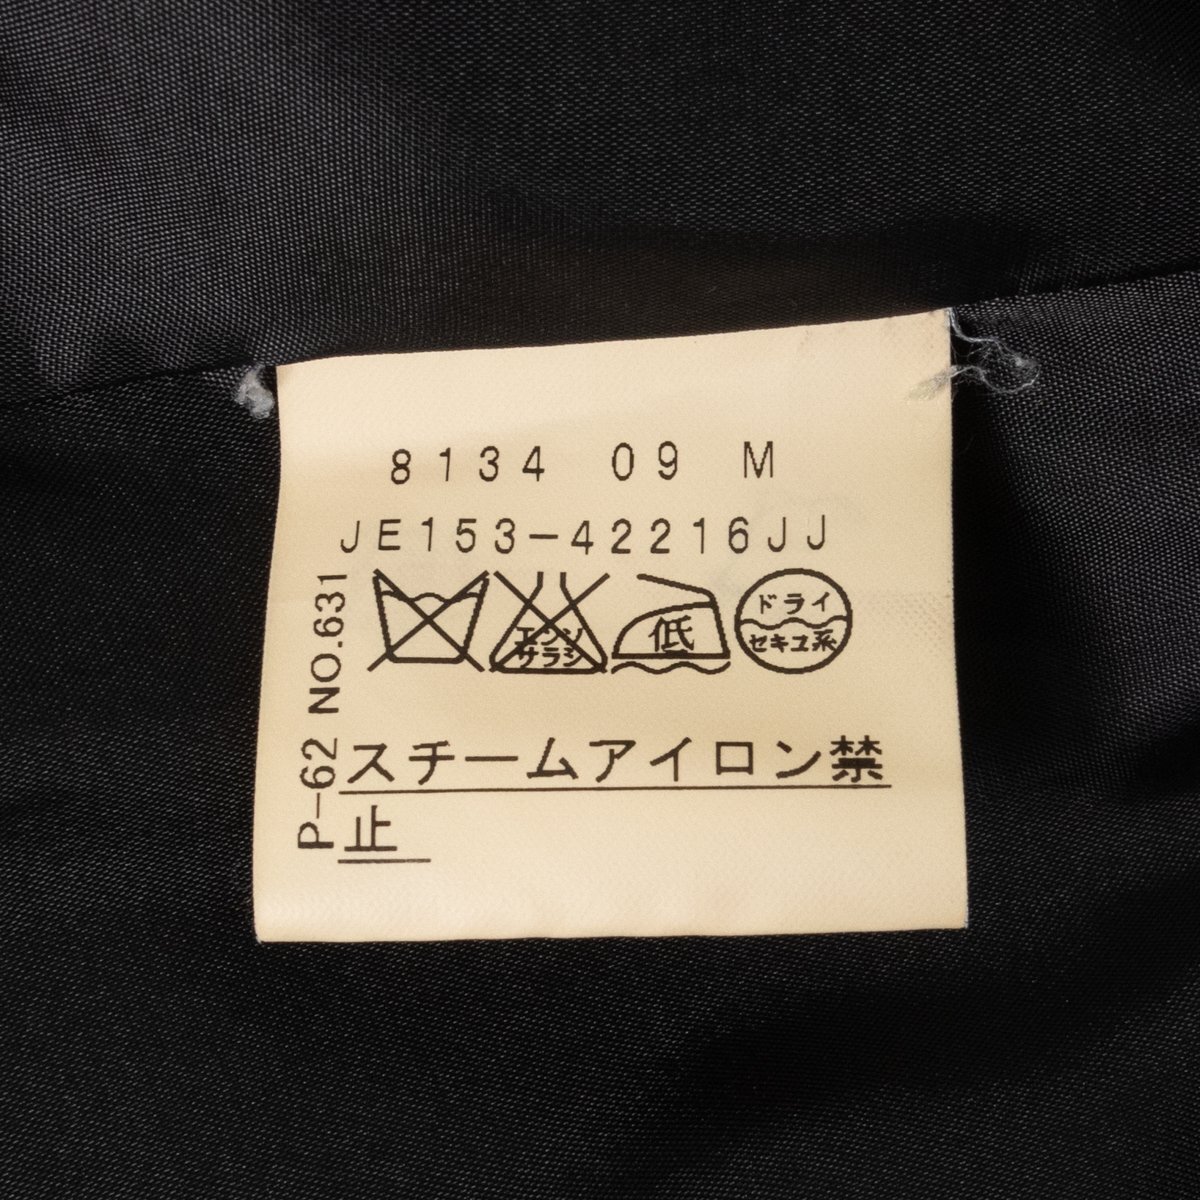 8134 09 M
JE153-42216JJ
エンソ
サラシ
低
ドライ
セキユ系
P-62 NO.631
スチームアイロン禁
止